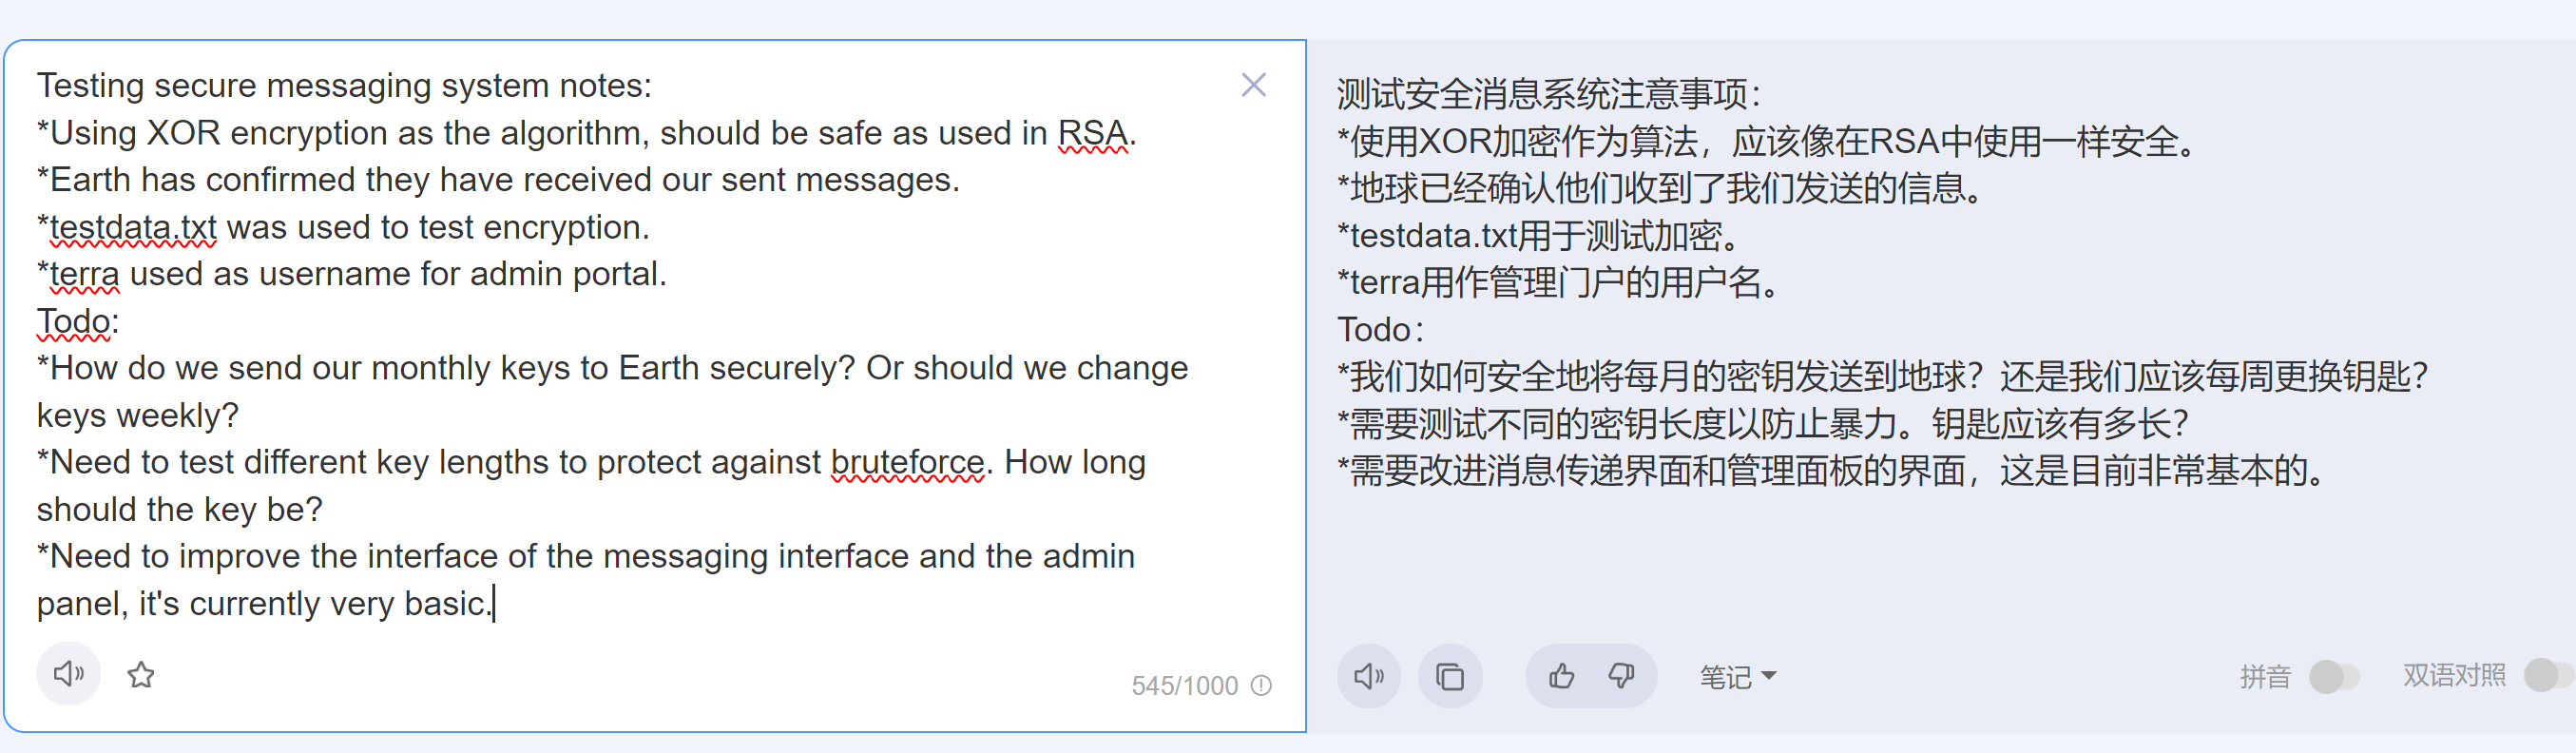 Testing secure messaging system notes:
*Using XOR encryption as the algorithm, should be safe as used in RSA.
*Earth has confirmed they have received our sent messages.
*testdata.txt was used to test encryption.
*terra used as username for admin portal.
Todo:
*How do we send our monthly keys to Earth securely? Or should we change
keys weekly?
*Need to test different key lengths to protect against bruteforce. How long
should the key be?
*Need to improve the interface of the messaging interface and the admin
panel, it's currently very basic.
545/1000
测试安全消息系统注意事项：
*使用XOR加密作为算法，应该像在RSA中使用一样安全。
*地球已经确认他们收到了我们发送的信息。
*testdata.txt用于测试加密。
*terra用作管理门户的用户名。
Todo：
*我们如何安全地将每月的密钥发送到地球？还是我们应该每周更换钥匙？
*需要测试不同的密钥长度以防止暴力。钥匙应该有多长？
*需要改进消息传递界面和管理面板的界面，这是目前非常基本的。
笔记
拼音
双语对照